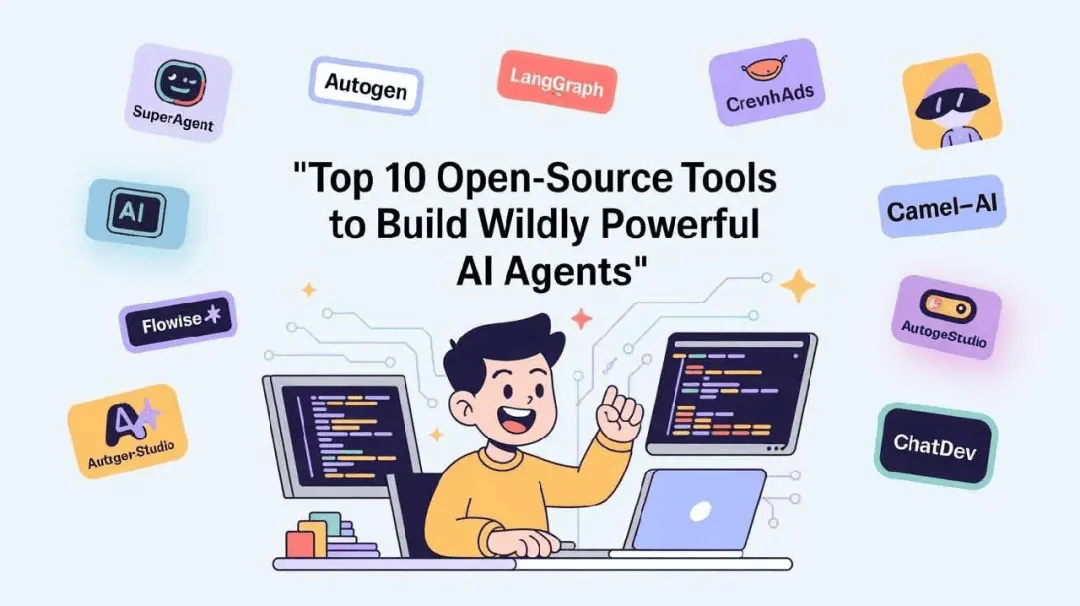 SuperAgent
Autogen
LangGraph
CrevhAds
"Top 10 Open-Source Tools
to Build Wildly Powerful
AI Agents"
AI
Camel-AI
Flowise
AutogeStudio
Autsger-Studio
ChatDev